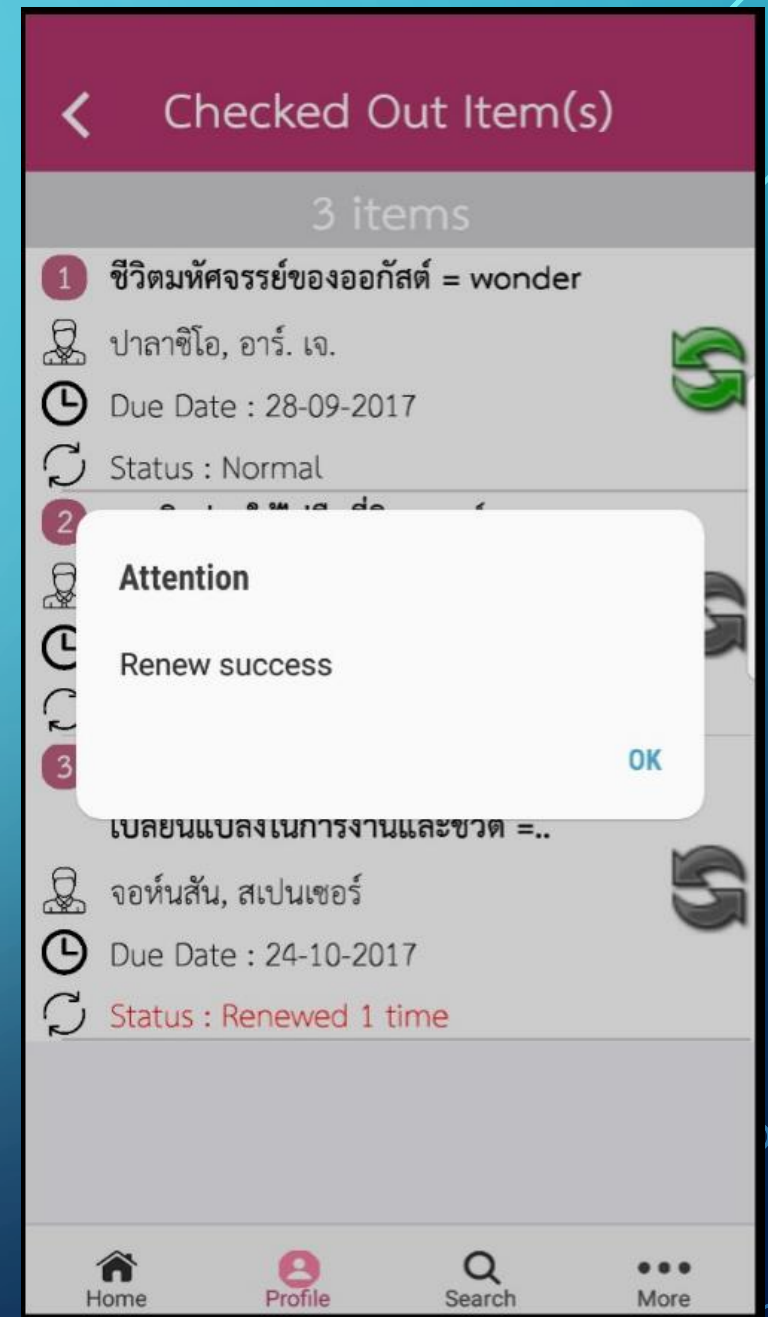 Checked Out Item(s)
3 items
1 ชีวิตมหัศจรรย์ของออกัสต์ = wonder
ปาลาซิโอ, อาร์. เจ.
Due Date : 28-09-2017
Status : Normal
2
Attention
Renew success
OK
3
เปลี่ยนแปลงในการงานและชีวิต =..
จอห์นสัน, สเปนเซอร์
Due Date : 24-10-2017
Status : Renewed 1 time
Home Profile Search More